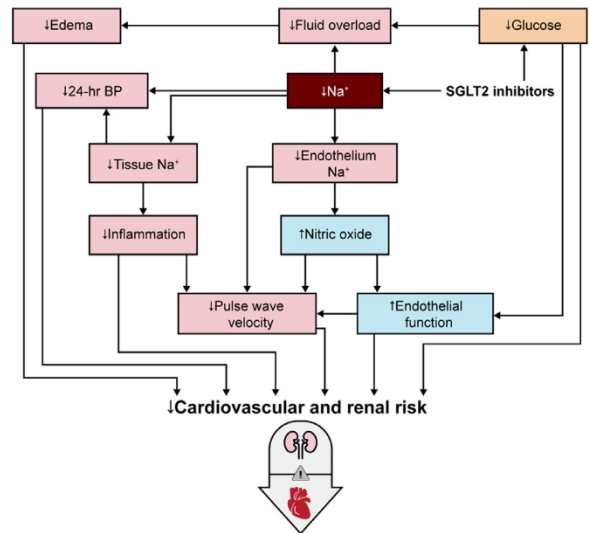 ↓Edema
↓Fluid overload
↓Glucose
↓24-hr BP
↓Na⁺
SGLT2 inhibitors
↓Tissue Na⁺
↓Endothelium
Na⁺
↓Inflammation
↑Nitric oxide
↓Pulse wave
velocity
↑Endothelial
function
↓Cardiovascular and renal risk
!